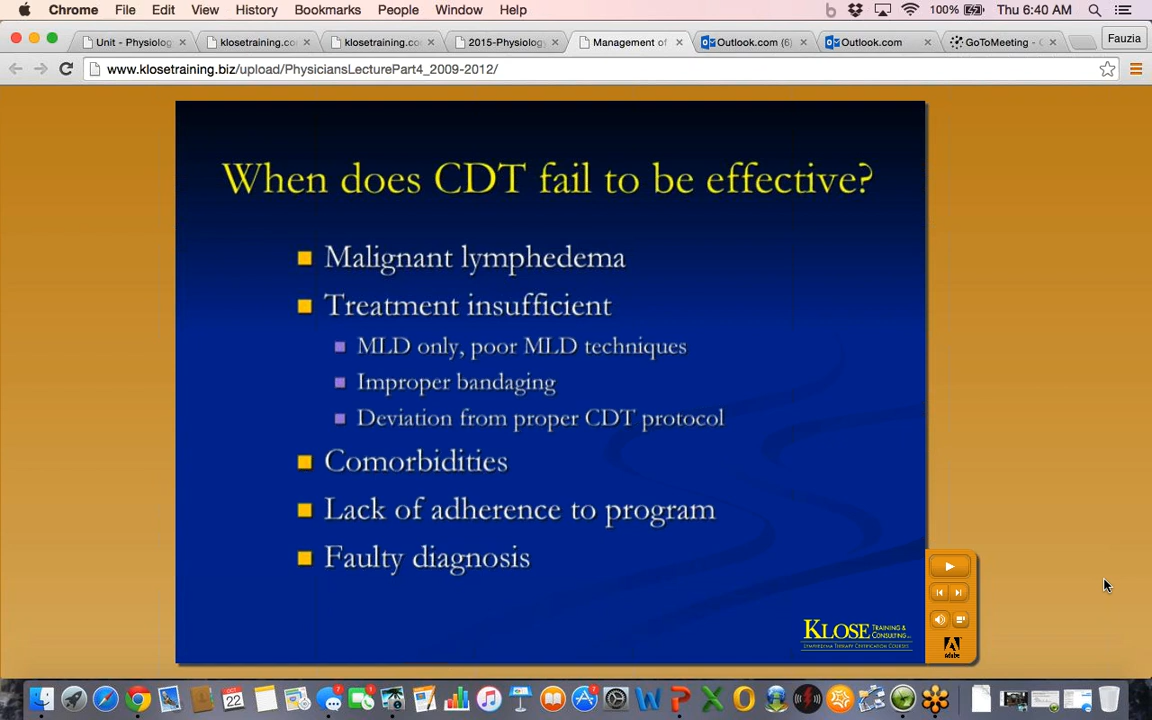 Chrome File Edit View History Bookmarks People Window Help 100% Thu 6:40 AM
Unit - Physiolog klosetraining.co klosetraining.co 2015-Physiology Management of Outlook.com (6) Outlook.com GoToMeeting - Fauzia
www.klosetraining.biz/upload/PhysiciansLecturePart4_2009-2012/
When does CDT fail to be effective?
Malignant lymphedema
Treatment insufficient
MLD only, poor MLD techniques
Improper bandaging
Deviation from proper CDT protocol
Comorbidities
Lack of adherence to program
Faulty diagnosis
KLOSE TRAINING & CONSULTING
LYMPHEDEMA THERAPY CERTIFICATION COURSES
Adobe
22